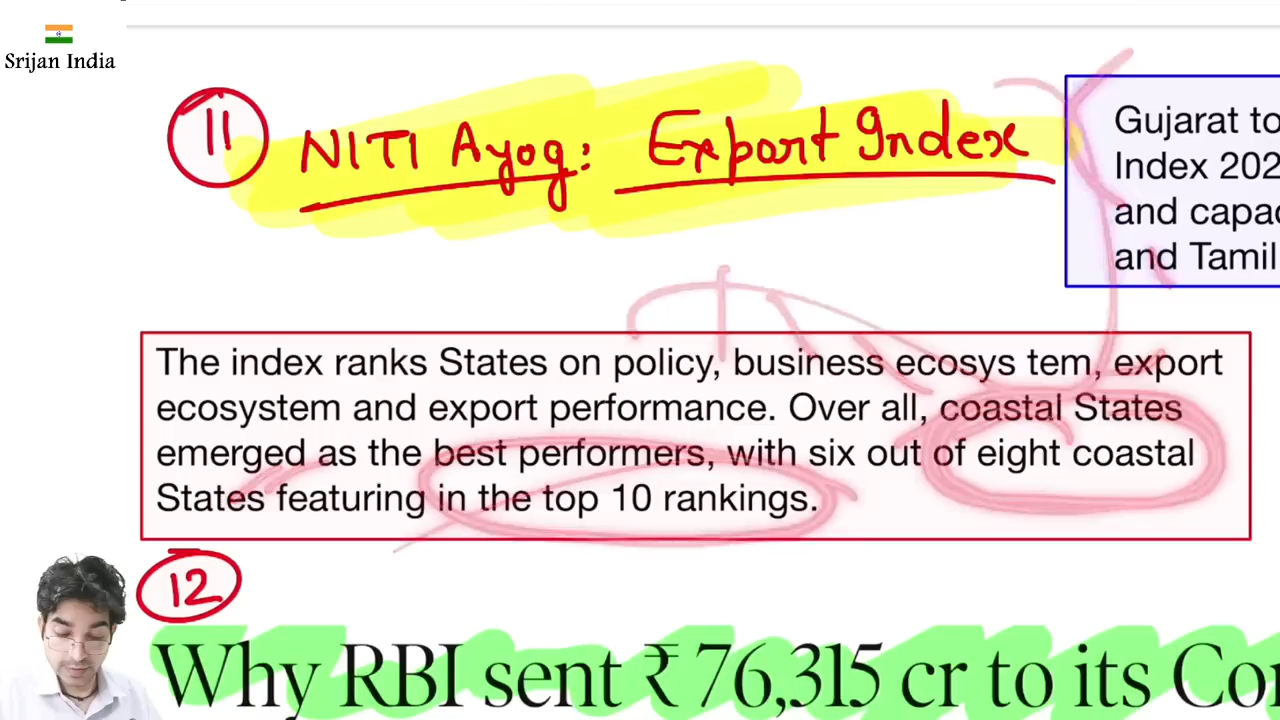 Srijan India
11 NITI Ayog: Export Index
Gujarat to
Index 202
and capac
and Tamil
The index ranks States on policy, business ecosys tem, export
ecosystem and export performance. Over all, coastal States
emerged as the best performers, with six out of eight coastal
States featuring in the top 10 rankings.
12
Why RBI sent ₹ 76,315 cr to its Con